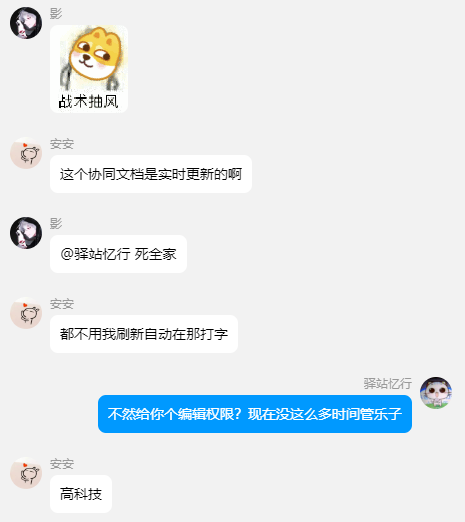 影
战术抽风
安安
这个协同文档是实时更新的啊
影
@驿站忆行 死全家
安安
都不用我刷新自动在那打字
驿站忆行
不然给你个编辑权限？现在没这么多时间管乐子
安安
高科技